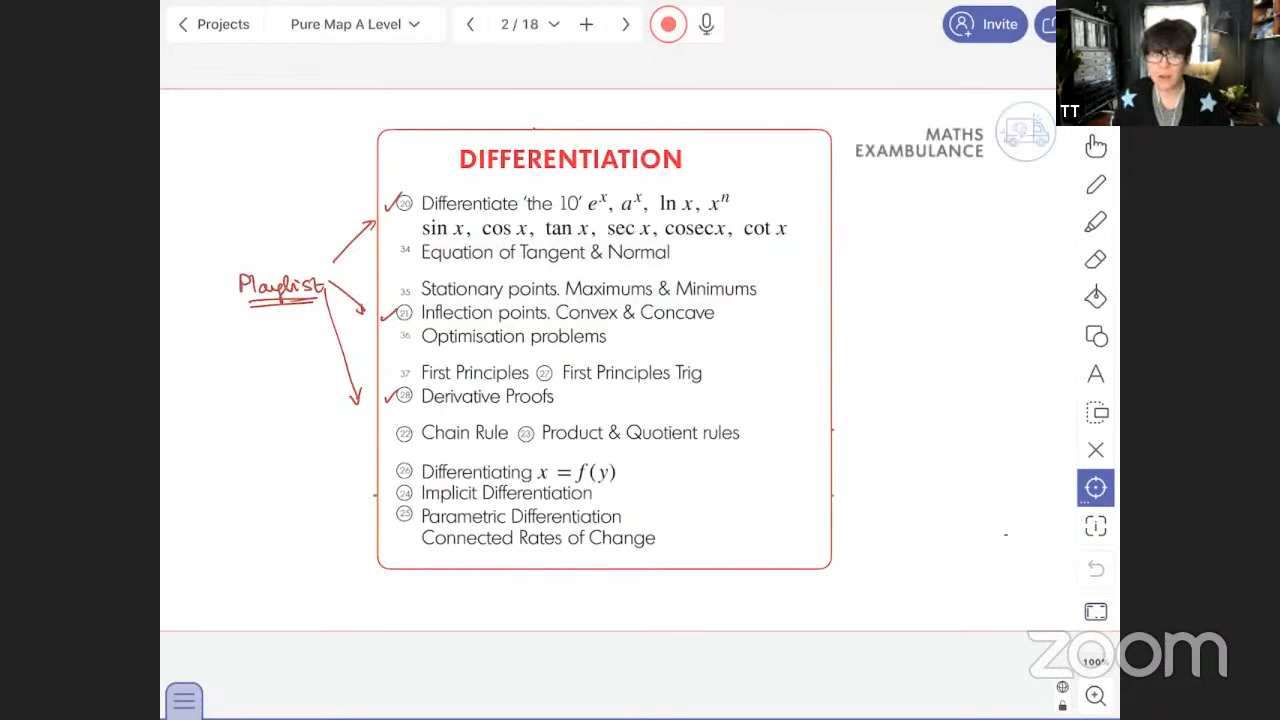 Projects
Pure Map A Level
2 / 18
Invite
TT
MATHS
EXAMBULANCE
DIFFERENTIATION
20 Differentiate 'the 10' eˣ, aˣ, ln x, xⁿ
sin x, cos x, tan x, sec x, cosecx, cot x
34 Equation of Tangent & Normal
Playlist
35 Stationary points. Maximums & Minimums
21 Inflection points. Convex & Concave
36 Optimisation problems
37 First Principles 27 First Principles Trig
28 Derivative Proofs
22 Chain Rule 23 Product & Quotient rules
26 Differentiating x = f(y)
24 Implicit Differentiation
25 Parametric Differentiation
Connected Rates of Change
zoom
100%